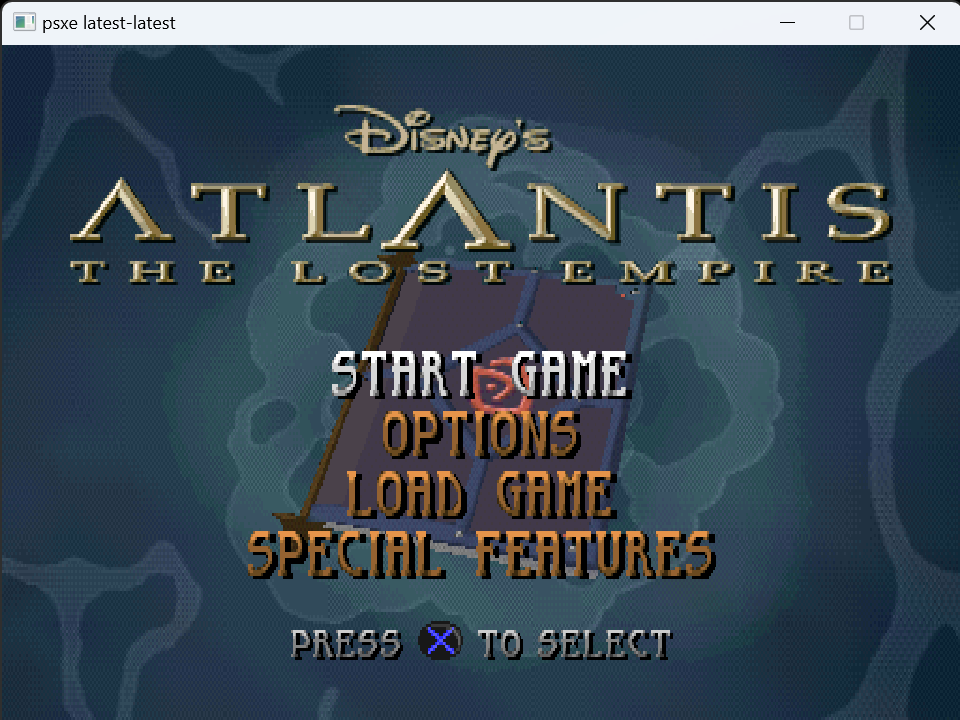 psxe latest-latest
Disney's
ATLANTIS
THE LOST EMPIRE
START GAME
OPTIONS
LOAD GAME
SPECIAL FEATURES
PRESS X TO SELECT